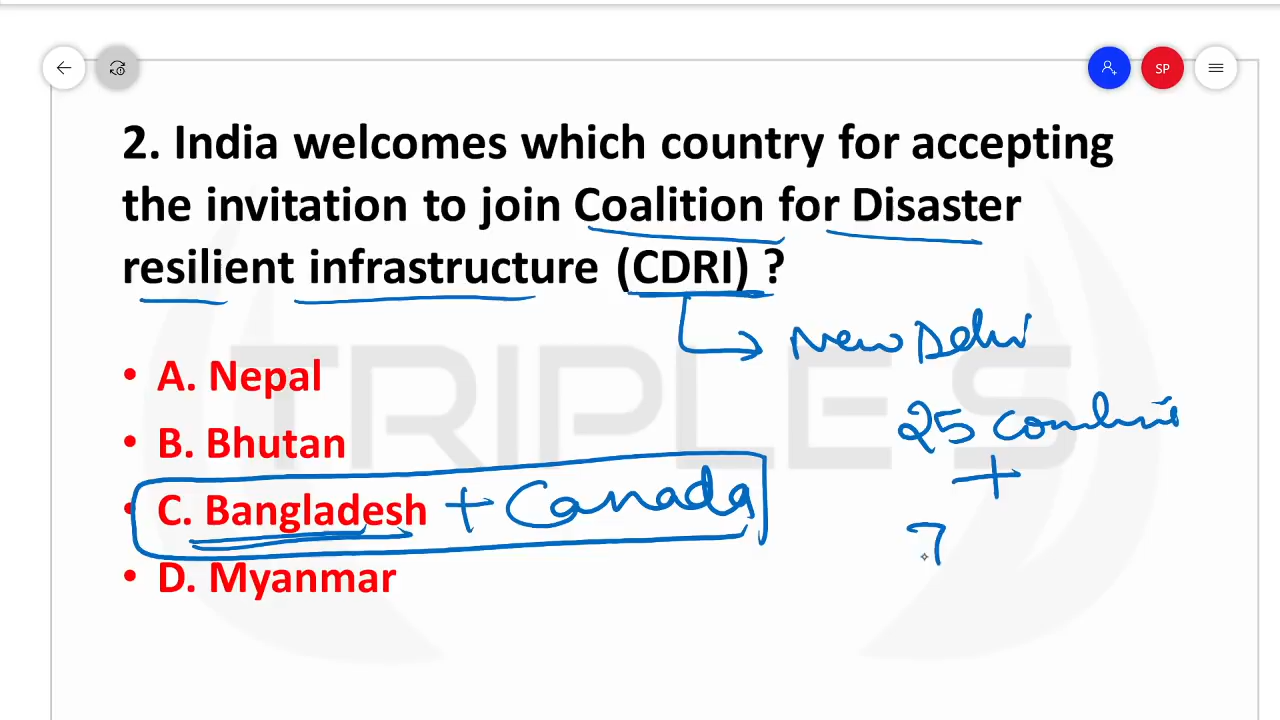 SP
2. India welcomes which country for accepting
the invitation to join Coalition for Disaster
resilient infrastructure (CDRI) ?
New Delhi
• A. Nepal
25 countries
• B. Bhutan
+
• C. Bangladesh + Canada
7
• D. Myanmar
TRIPLE S